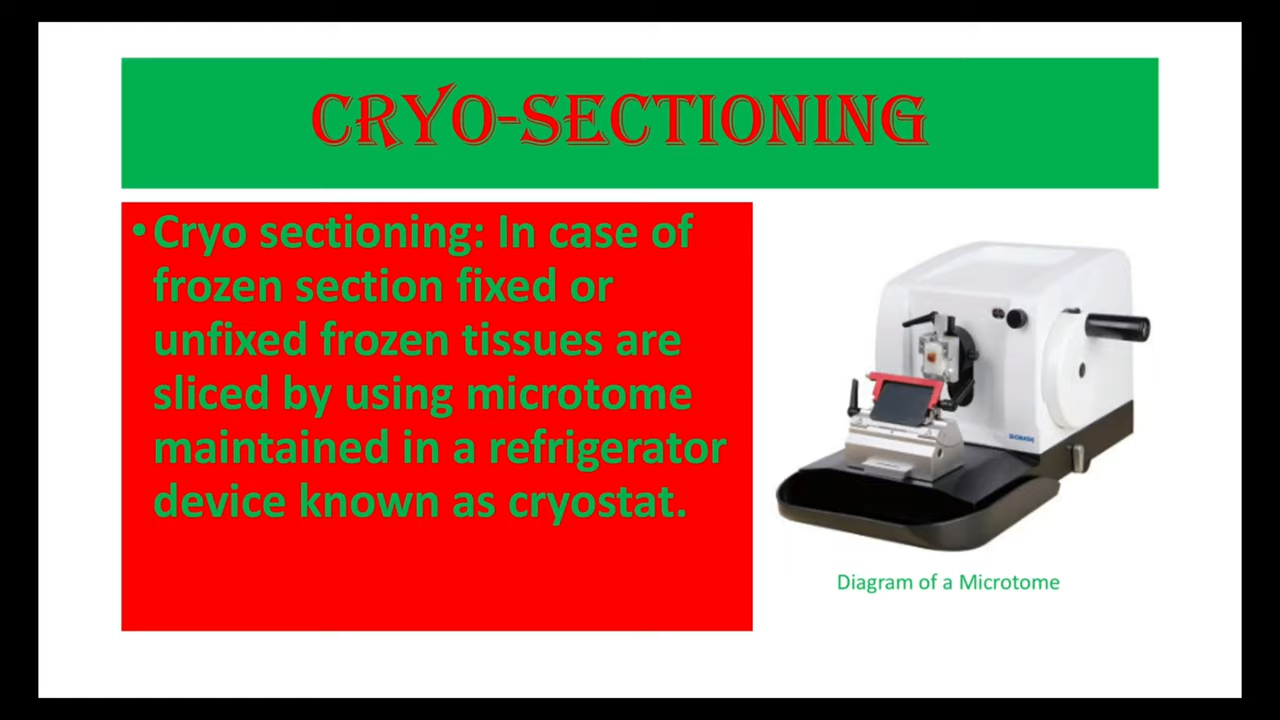 CRYO-SECTIONING
•Cryo sectioning: In case of
frozen section fixed or
unfixed frozen tissues are
sliced by using microtome
maintained in a refrigerator
device known as cryostat.
Diagram of a Microtome